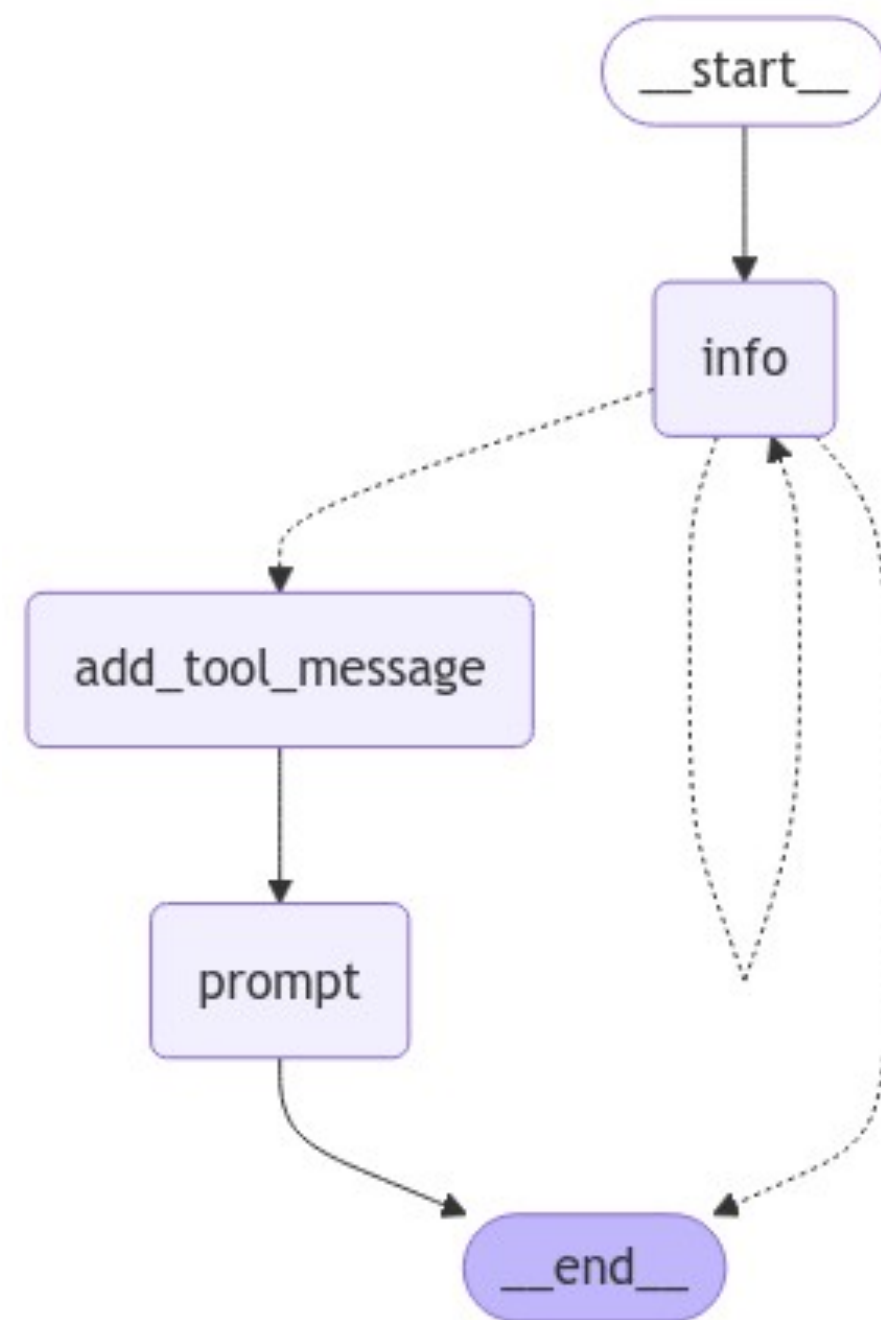 __start__
info
add_tool_message
prompt
__end__